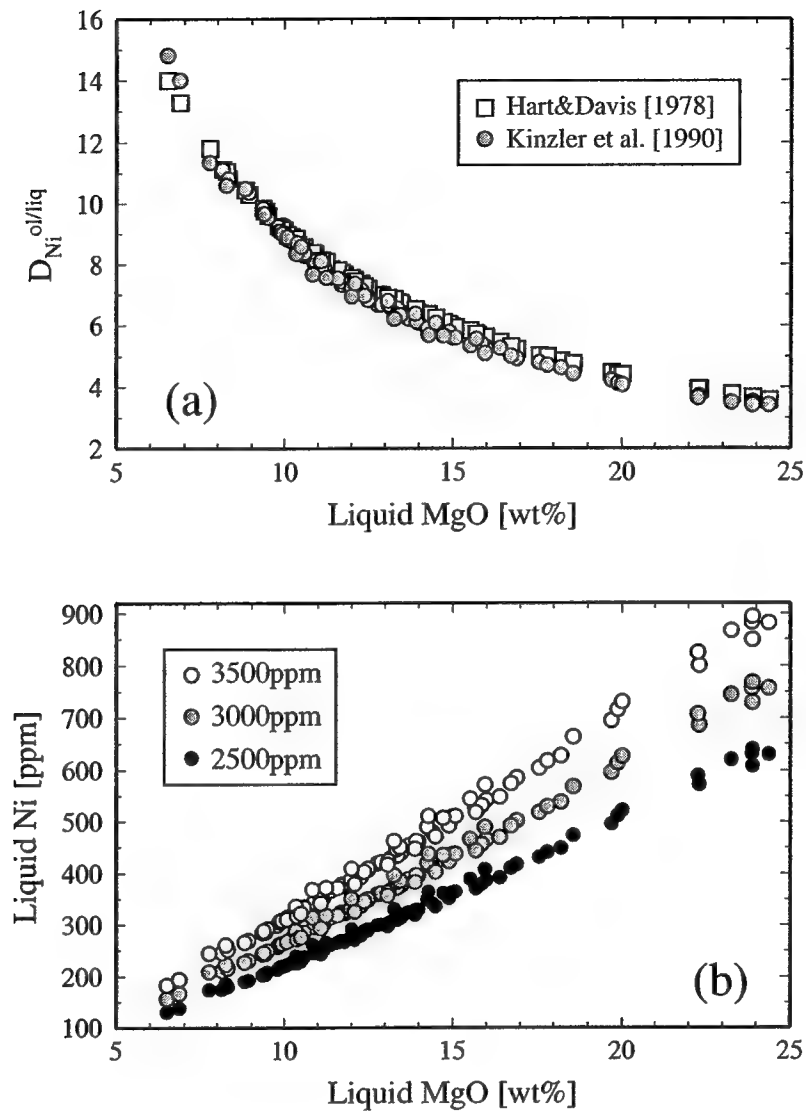 16
14
12
10
8
6
4
2
D_Ni^ol/liq
Hart&Davis [1978]
Kinzler et al. [1990]
(a)
5 10 15 20 25
Liquid MgO [wt%]
900
800
700
600
500
400
300
200
100
Liquid Ni [ppm]
3500ppm
3000ppm
2500ppm
(b)
5 10 15 20 25
Liquid MgO [wt%]